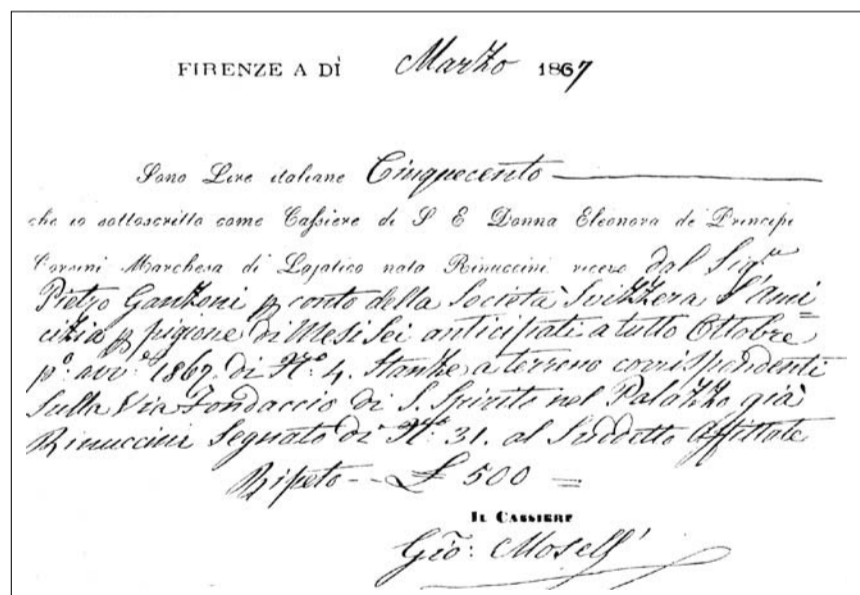 FIRENZE A DÌ Marzo 1867
Sono Lire italiane Cinquecento
che io sottoscritto come Cassiere di S E Donna Eleonora de Principi
Corsini Marchesa di Lajatico nata Rinuccini ricevo dal Sig.re
Pietro Ganzoni p conto della Società Svizzera d'Ami
cizia p pigione di Mesi Sei anticipati a tutto Ottobre
p.o avv.e 1867. di N.o 4. Stanze a terreno corrispondenti
Sulla Via Fondaccio di S. Spirito nel Palazzo già
Rinuccini Segnato di N.o 31. al Suddetto Affittate
Ripeto -- £ 500 =
IL CASSIERE
Gio: Moselli